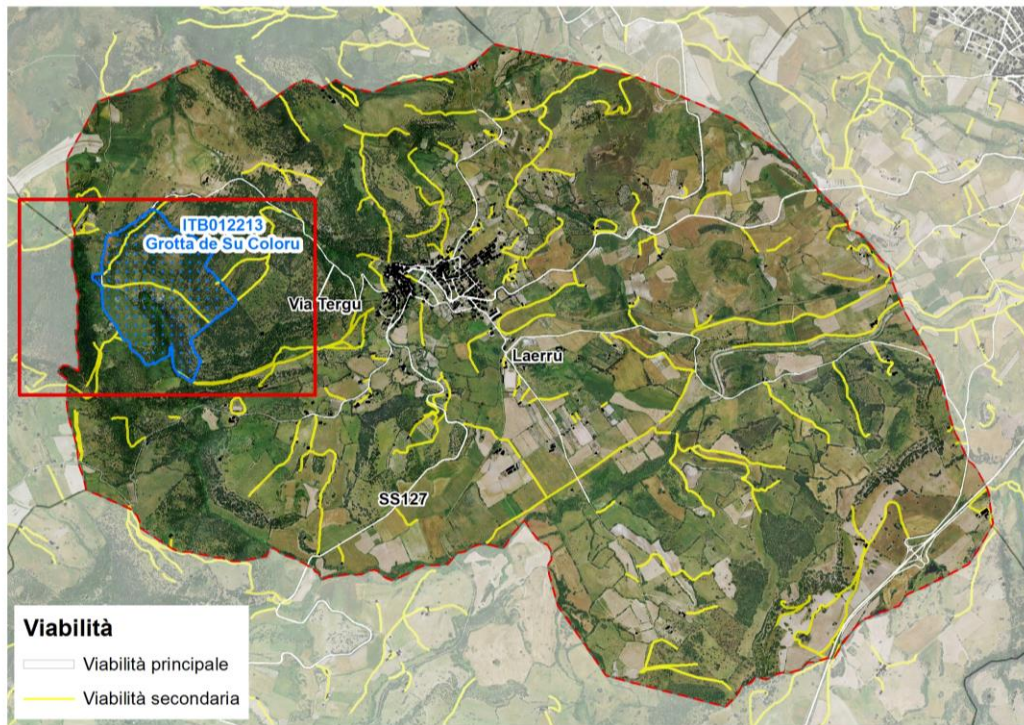 ITB012213
Grotta de Su Coloru
Via Tergu
Laerru
SS127
Viabilità
Viabilità principale
Viabilità secondaria